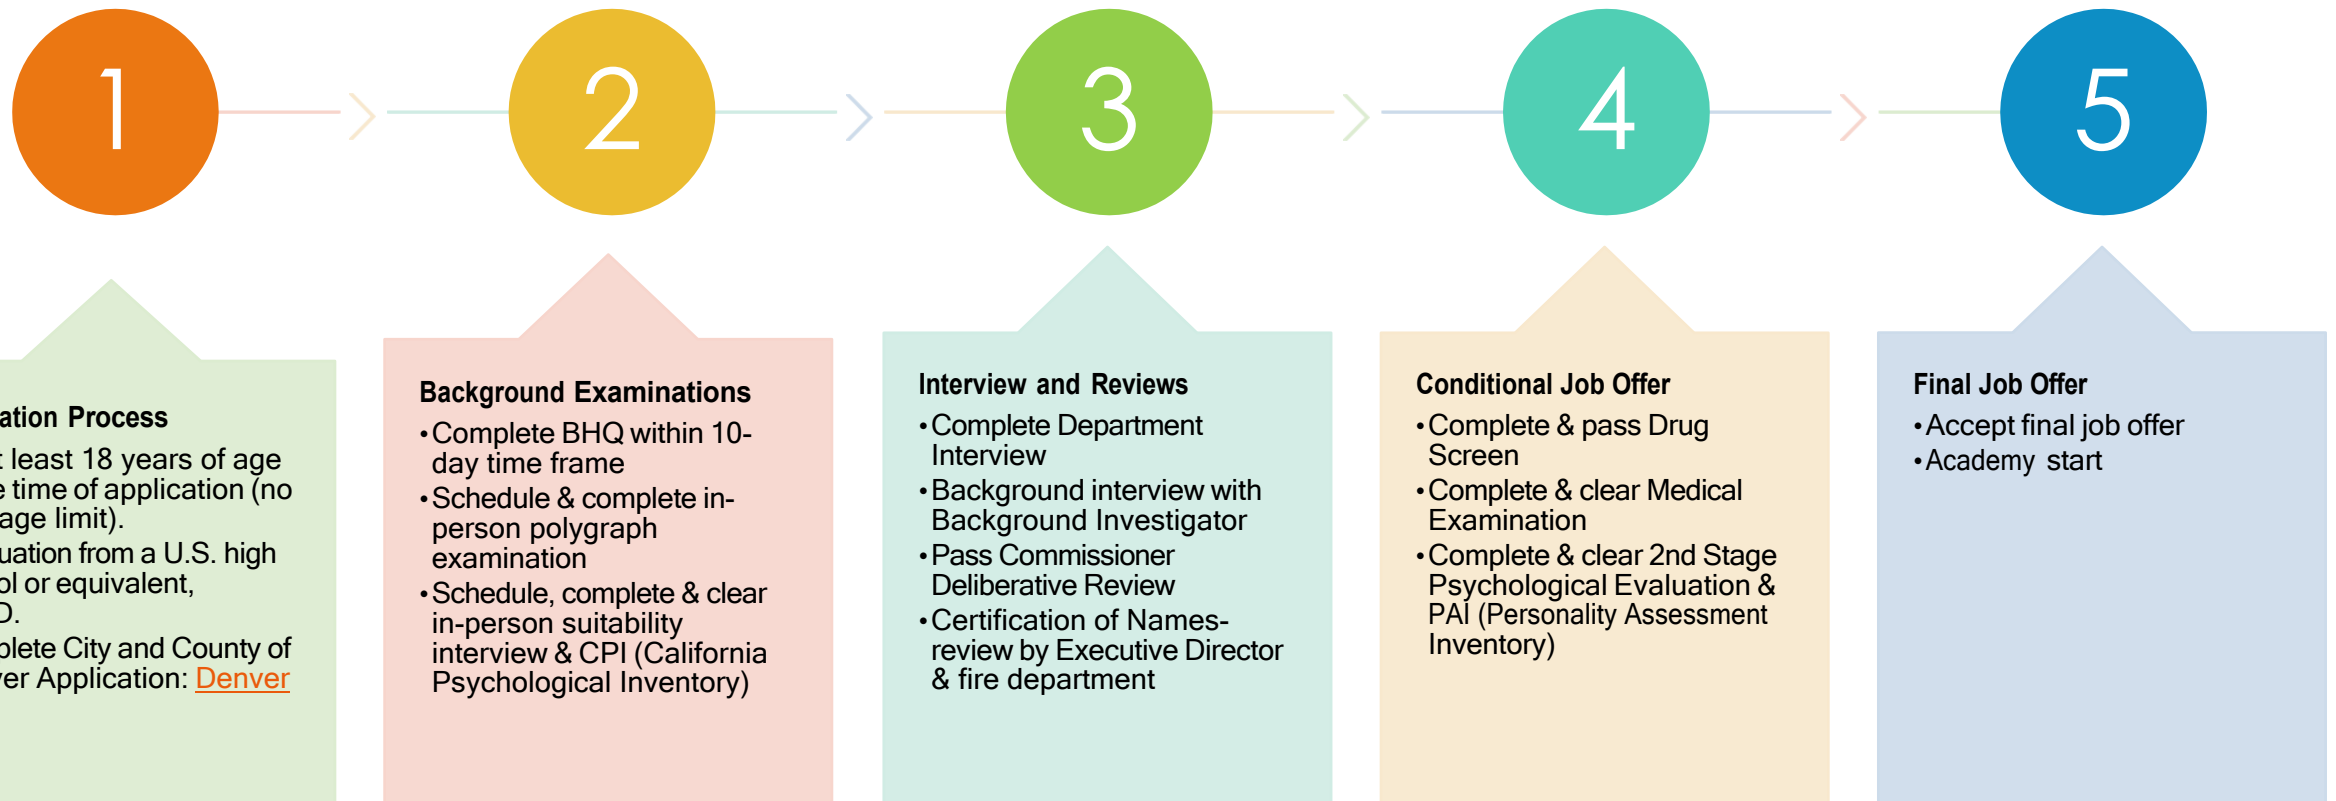 1
2
3
4
5
ation Process
t least 18 years of age
e time of application (no
age limit).
uation from a U.S. high
ol or equivalent,
D.
plete City and County of
er Application: Denver
Background Examinations
•Complete BHQ within 10-
day time frame
•Schedule & complete in-
person polygraph
examination
•Schedule, complete & clear
in-person suitability
interview & CPI (California
Psychological Inventory)
Interview and Reviews
•Complete Department
Interview
•Background interview with
Background Investigator
•Pass Commissioner
Deliberative Review
•Certification of Names-
review by Executive Director
& fire department
Conditional Job Offer
•Complete & pass Drug
Screen
•Complete & clear Medical
Examination
•Complete & clear 2nd Stage
Psychological Evaluation &
PAI (Personality Assessment
Inventory)
Final Job Offer
•Accept final job offer
•Academy start